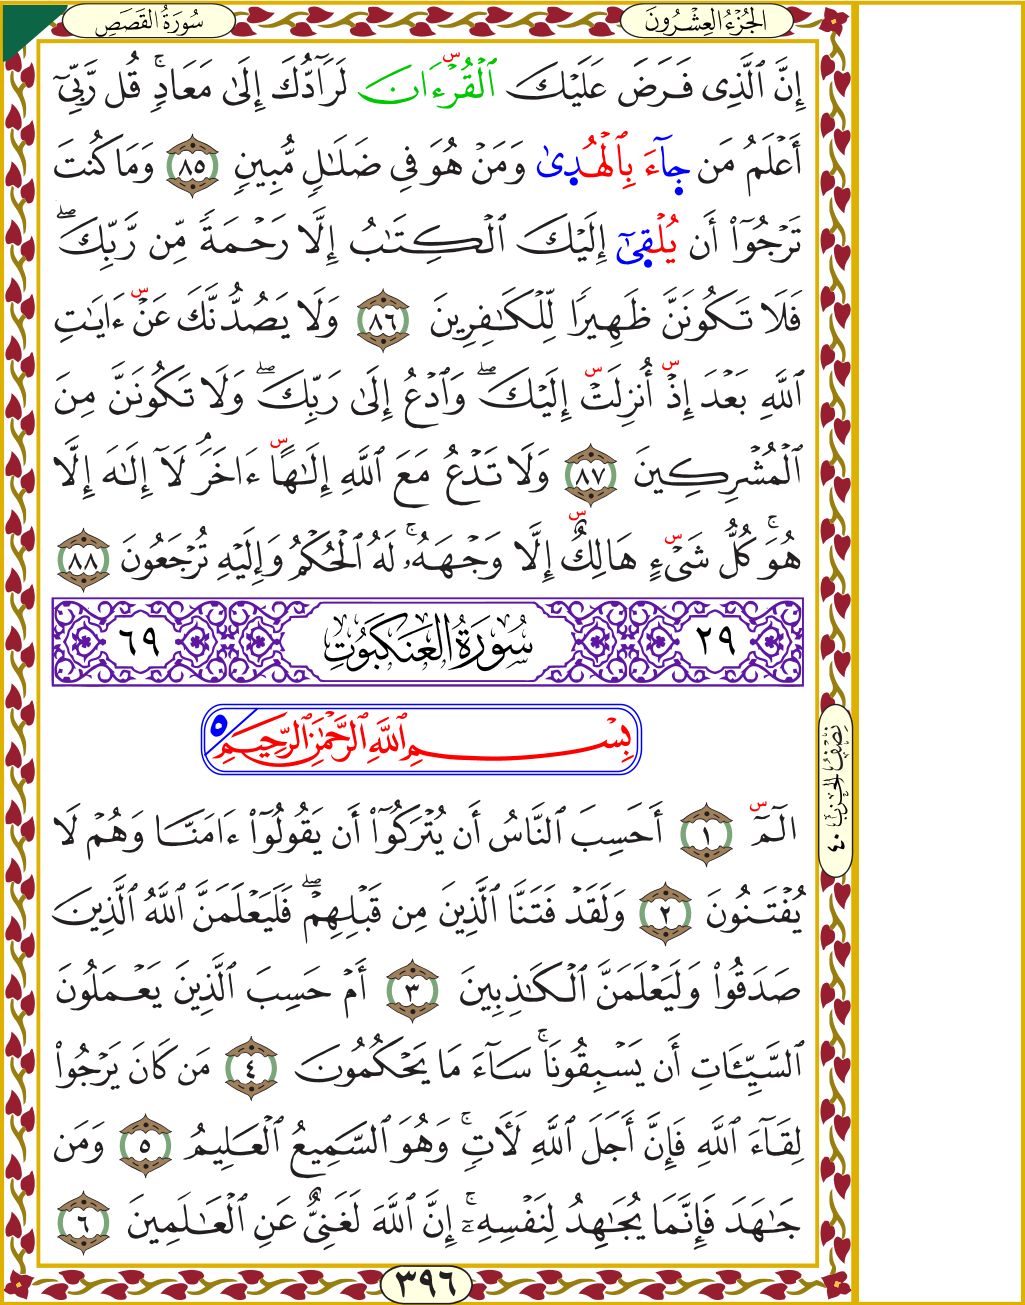 الجُزْءُ العِشْرُونَ
سُورَةُ القَصَصِ
إِنَّ ٱلَّذِى فَرَضَ عَلَيْكَ ٱلْقُرْءَانَ لَرَآدُّكَ إِلَىٰ مَعَادٍۚ قُل رَّبِّىٓ
أَعْلَمُ مَن جَآءَ بِٱلْهُدَىٰ وَمَنْ هُوَ فِى ضَلَٰلٍ مُّبِينٍ ٨٥ وَمَا كُنتَ
تَرْجُوٓا۟ أَن يُلْقَىٰٓ إِلَيْكَ ٱلْكِتَٰبُ إِلَّا رَحْمَةً مِّن رَّبِّكَۖ
فَلَا تَكُونَنَّ ظَهِيرًا لِّلْكَٰفِرِينَ ٨٦ وَلَا يَصُدُّنَّكَ عَنْ ءَايَٰتِ
ٱللَّهِ بَعْدَ إِذْ أُنزِلَتْ إِلَيْكَۖ وَٱدْعُ إِلَىٰ رَبِّكَۖ وَلَا تَكُونَنَّ مِنَ
ٱلْمُشْرِكِينَ ٨٧ وَلَا تَدْعُ مَعَ ٱللَّهِ إِلَٰهًا ءَاخَرَۘ لَآ إِلَٰهَ إِلَّا
هُوَۚ كُلُّ شَىْءٍ هَالِكٌ إِلَّا وَجْهَهُۥۚ لَهُ ٱلْحُكْمُ وَإِلَيْهِ تُرْجَعُونَ ٨٨
٢٩ سُورَةُ العَنكَبُوتِ ٦٩
بِسْمِ ٱللَّهِ ٱلرَّحْمَٰنِ ٱلرَّحِيمِ ٥
الٓمٓ ١ أَحَسِبَ ٱلنَّاسُ أَن يُتْرَكُوٓا۟ أَن يَقُولُوٓا۟ ءَامَنَّا وَهُمْ لَا
يُفْتَنُونَ ٢ وَلَقَدْ فَتَنَّا ٱلَّذِينَ مِن قَبْلِهِمْۖ فَلَيَعْلَمَنَّ ٱللَّهُ ٱلَّذِينَ
صَدَقُوا۟ وَلَيَعْلَمَنَّ ٱلْكَٰذِبِينَ ٣ أَمْ حَسِبَ ٱلَّذِينَ يَعْمَلُونَ
ٱلسَّيِّـَٔاتِ أَن يَسْبِقُونَاۚ سَآءَ مَا يَحْكُمُونَ ٤ مَن كَانَ يَرْجُوا۟
لِقَآءَ ٱللَّهِ فَإِنَّ أَجَلَ ٱللَّهِ لَـَٔاتٍۚ وَهُوَ ٱلسَّمِيعُ ٱلْعَلِيمُ ٥ وَمَن
جَٰهَدَ فَإِنَّمَا يُجَٰهِدُ لِنَفْسِهِۦٓۚ إِنَّ ٱللَّهَ لَغَنِىٌّ عَنِ ٱلْعَٰلَمِينَ ٦
نِصْفُ الحِزْبِ ٤٠
٣٩٦